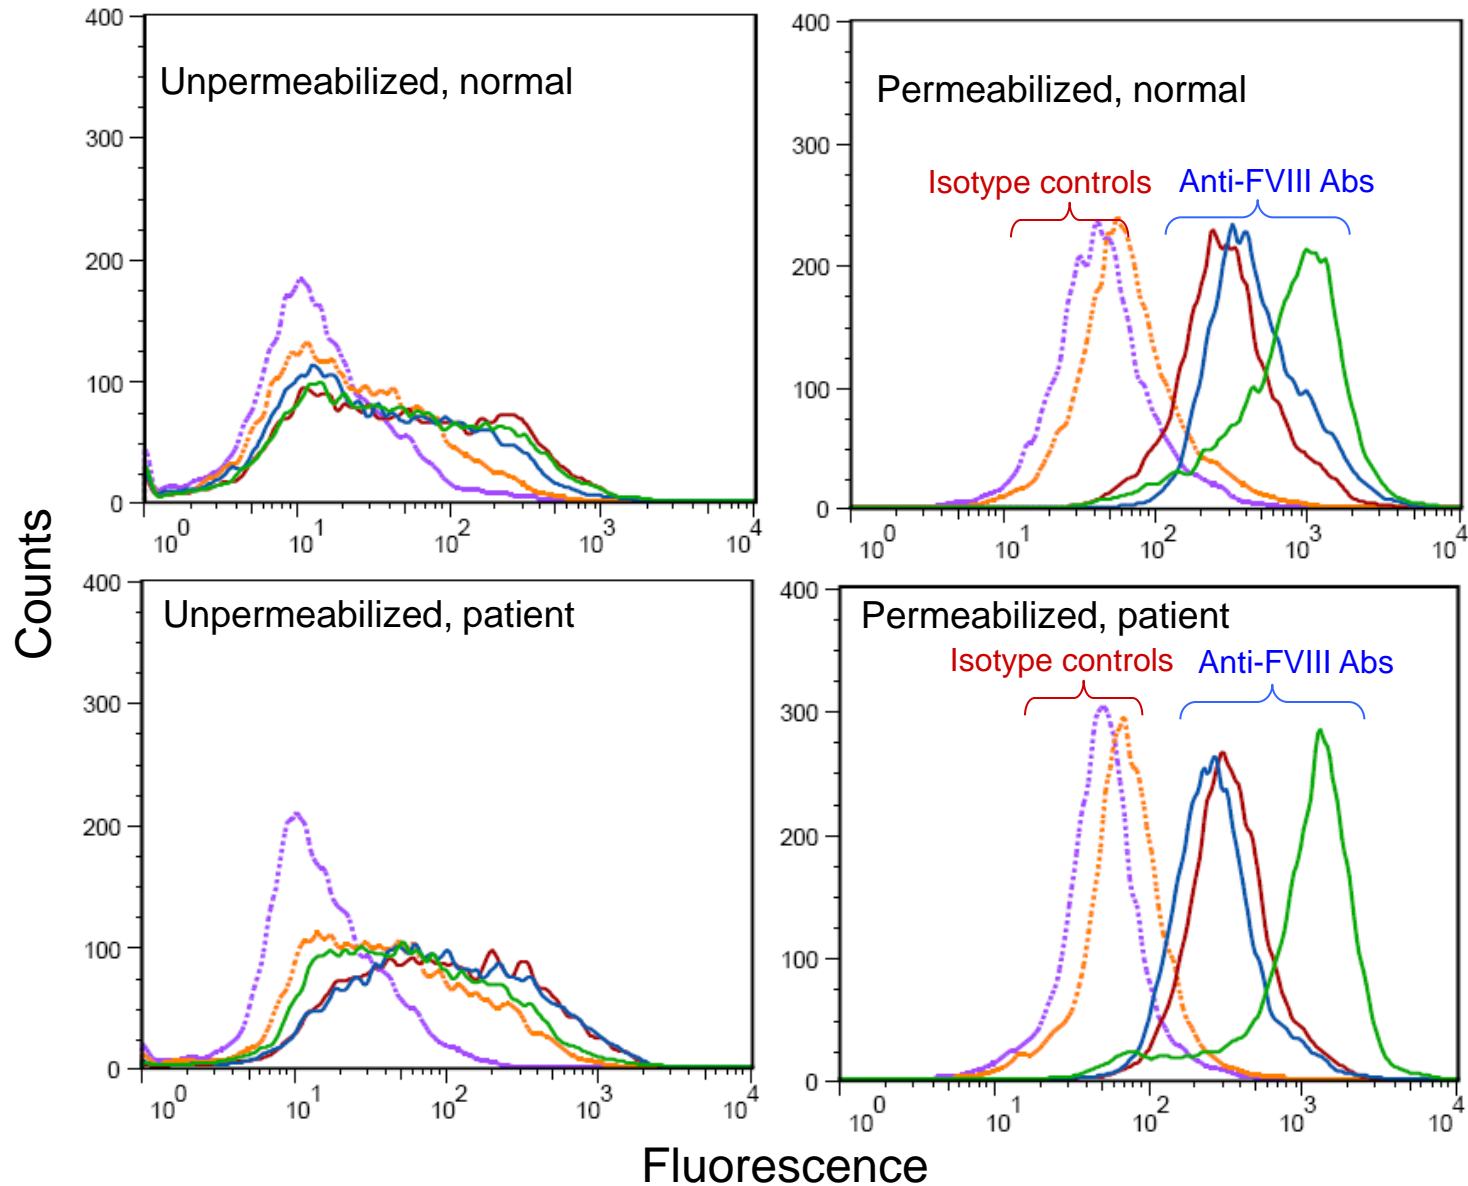 Unpermeabilized, normal
400
300
200
100
0
10^0 10^1 10^2 10^3 10^4
Permeabilized, normal
Isotype controls Anti-FVIII Abs
400
300
200
100
0
10^0 10^1 10^2 10^3 10^4
Counts
Unpermeabilized, patient
400
300
200
100
0
10^0 10^1 10^2 10^3 10^4
Permeabilized, patient
Isotype controls Anti-FVIII Abs
400
300
200
100
0
10^0 10^1 10^2 10^3 10^4
Fluorescence